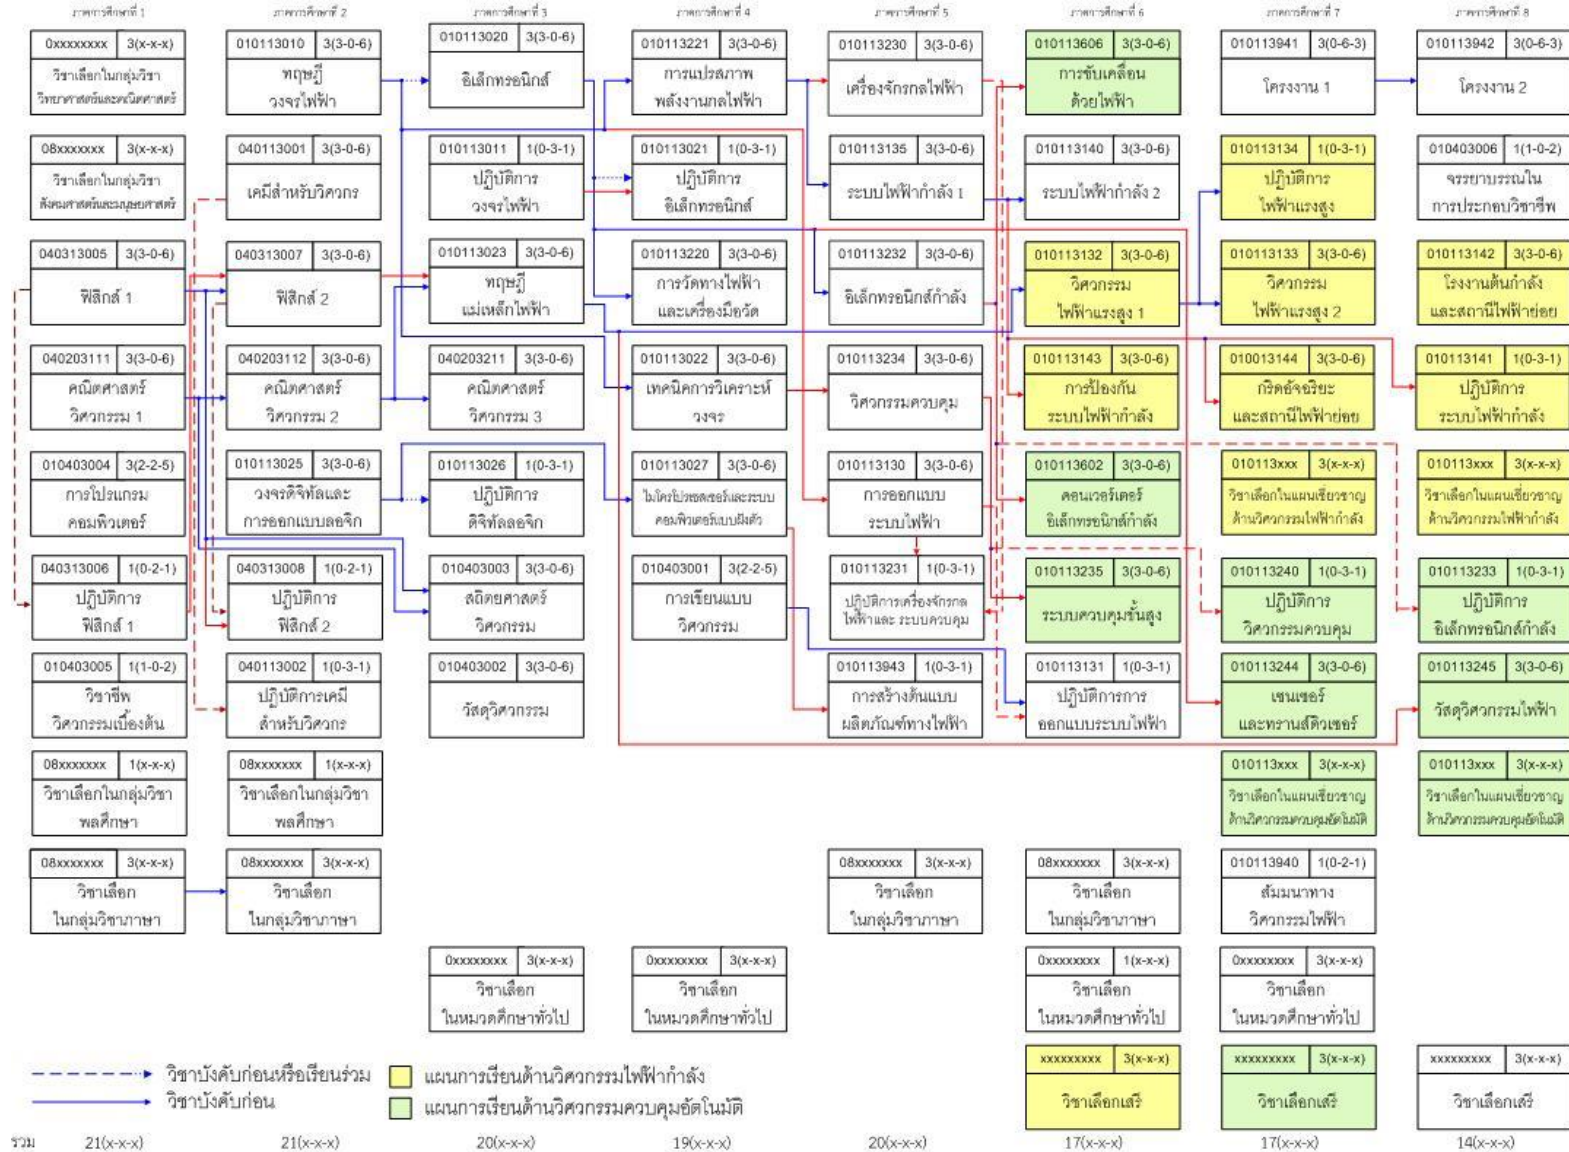 ภาคการศึกษาที่ 1 ภาคการศึกษาที่ 2 ภาคการศึกษาที่ 3 ภาคการศึกษาที่ 4 ภาคการศึกษาที่ 5 ภาคการศึกษาที่ 6 ภาคการศึกษาที่ 7 ภาคการศึกษาที่ 8
0xxxxxxxx 3(x-x-x)
วิชาเลือกในกลุ่มวิชา
วิทยาศาสตร์และคณิตศาสตร์
010113010 3(3-0-6)
ทฤษฎี
วงจรไฟฟ้า
010113020 3(3-0-6)
อิเล็กทรอนิกส์
010113221 3(3-0-6)
การแปรสภาพ
พลังงานกลไฟฟ้า
010113230 3(3-0-6)
เครื่องจักรกลไฟฟ้า
010113606 3(3-0-6)
การขับเคลื่อน
ด้วยไฟฟ้า
010113941 3(0-6-3)
โครงงาน 1
010113942 3(0-6-3)
โครงงาน 2
08xxxxxxx 3(x-x-x)
วิชาเลือกในกลุ่มวิชา
สังคมศาสตร์และมนุษยศาสตร์
040113001 3(3-0-6)
เคมีสำหรับวิศวกร
010113011 1(0-3-1)
ปฏิบัติการ
วงจรไฟฟ้า
010113021 1(0-3-1)
ปฏิบัติการ
อิเล็กทรอนิกส์
010113135 3(3-0-6)
ระบบไฟฟ้ากำลัง 1
010113140 3(3-0-6)
ระบบไฟฟ้ากำลัง 2
010113134 1(0-3-1)
ปฏิบัติการ
ไฟฟ้าแรงสูง
010403006 1(1-0-2)
จรรยาบรรณใน
การประกอบวิชาชีพ
040313005 3(3-0-6)
ฟิสิกส์ 1
040313007 3(3-0-6)
ฟิสิกส์ 2
010113023 3(3-0-6)
ทฤษฎี
แม่เหล็กไฟฟ้า
010113220 3(3-0-6)
การวัดทางไฟฟ้า
และเครื่องมือวัด
010113232 3(3-0-6)
อิเล็กทรอนิกส์กำลัง
010113132 3(3-0-6)
วิศวกรรม
ไฟฟ้าแรงสูง 1
010113133 3(3-0-6)
วิศวกรรม
ไฟฟ้าแรงสูง 2
010113142 3(3-0-6)
โรงงานต้นกำลัง
และสถานีไฟฟ้าย่อย
040203111 3(3-0-6)
คณิตศาสตร์
วิศวกรรม 1
040203112 3(3-0-6)
คณิตศาสตร์
วิศวกรรม 2
040203211 3(3-0-6)
คณิตศาสตร์
วิศวกรรม 3
010113022 3(3-0-6)
เทคนิคการวิเคราะห์
วงจร
010113234 3(3-0-6)
วิศวกรรมควบคุม
010113143 3(3-0-6)
การป้องกัน
ระบบไฟฟ้ากำลัง
010013144 3(3-0-6)
กริดอัจฉริยะ
และสถานีไฟฟ้าย่อย
010113141 1(0-3-1)
ปฏิบัติการ
ระบบไฟฟ้ากำลัง
010403004 3(2-2-5)
การโปรแกรม
คอมพิวเตอร์
010113025 3(3-0-6)
วงจรดิจิทัลและ
การออกแบบลอจิก
010113026 1(0-3-1)
ปฏิบัติการ
ดิจิทัลลอจิก
010113027 3(3-0-6)
ไมโครโปรเซสเซอร์และระบบ
คอมพิวเตอร์แบบฝังตัว
010113130 3(3-0-6)
การออกแบบ
ระบบไฟฟ้า
010113602 3(3-0-6)
คอนเวอร์เตอร์
อิเล็กทรอนิกส์กำลัง
010113xxx 3(x-x-x)
วิชาเลือกในแผนเชี่ยวชาญ
ด้านวิศวกรรมไฟฟ้ากำลัง
010113xxx 3(x-x-x)
วิชาเลือกในแผนเชี่ยวชาญ
ด้านวิศวกรรมไฟฟ้ากำลัง
040313006 1(0-2-1)
ปฏิบัติการ
ฟิสิกส์ 1
040313008 1(0-2-1)
ปฏิบัติการ
ฟิสิกส์ 2
010403003 3(3-0-6)
สถิตยศาสตร์
วิศวกรรม
010403001 3(2-2-5)
การเขียนแบบ
วิศวกรรม
010113231 1(0-3-1)
ปฏิบัติการเครื่องจักรกล
ไฟฟ้าและ ระบบควบคุม
010113235 3(3-0-6)
ระบบควบคุมขั้นสูง
010113240 1(0-3-1)
ปฏิบัติการ
วิศวกรรมควบคุม
010113233 1(0-3-1)
ปฏิบัติการ
อิเล็กทรอนิกส์กำลัง
010403005 1(1-0-2)
วิชาชีพ
วิศวกรรมเบื้องต้น
040113002 1(0-3-1)
ปฏิบัติการเคมี
สำหรับวิศวกร
010403002 3(3-0-6)
วัสดุวิศวกรรม
010113943 1(0-3-1)
การสร้างต้นแบบ
ผลิตภัณฑ์ทางไฟฟ้า
010113131 1(0-3-1)
ปฏิบัติการการ
ออกแบบระบบไฟฟ้า
010113244 3(3-0-6)
เซนเซอร์
และทรานส์ดิวเซอร์
010113245 3(3-0-6)
วัสดุวิศวกรรมไฟฟ้า
08xxxxxxx 1(x-x-x)
วิชาเลือกในกลุ่มวิชา
พลศึกษา
08xxxxxxx 1(x-x-x)
วิชาเลือกในกลุ่มวิชา
พลศึกษา
010113xxx 3(x-x-x)
วิชาเลือกในแผนเชี่ยวชาญ
ด้านวิศวกรรมควบคุมอัตโนมัติ
010113xxx 3(x-x-x)
วิชาเลือกในแผนเชี่ยวชาญ
ด้านวิศวกรรมควบคุมอัตโนมัติ
08xxxxxxx 3(x-x-x)
วิชาเลือก
ในกลุ่มวิชาภาษา
08xxxxxxx 3(x-x-x)
วิชาเลือก
ในกลุ่มวิชาภาษา
08xxxxxxx 3(x-x-x)
วิชาเลือก
ในกลุ่มวิชาภาษา
08xxxxxxx 3(x-x-x)
วิชาเลือก
ในกลุ่มวิชาภาษา
010113940 1(0-2-1)
สัมมนาทาง
วิศวกรรมไฟฟ้า
0xxxxxxxx 3(x-x-x)
วิชาเลือก
ในหมวดศึกษาทั่วไป
0xxxxxxxx 3(x-x-x)
วิชาเลือก
ในหมวดศึกษาทั่วไป
0xxxxxxxx 1(x-x-x)
วิชาเลือก
ในหมวดศึกษาทั่วไป
0xxxxxxxx 3(x-x-x)
วิชาเลือก
ในหมวดศึกษาทั่วไป
xxxxxxxxx 3(x-x-x)
วิชาเลือกเสรี
xxxxxxxxx 3(x-x-x)
วิชาเลือกเสรี
xxxxxxxxx 3(x-x-x)
วิชาเลือกเสรี
วิชาบังคับก่อนหรือเรียนร่วม
วิชาบังคับก่อน
แผนการเรียนด้านวิศวกรรมไฟฟ้ากำลัง
แผนการเรียนด้านวิศวกรรมควบคุมอัตโนมัติ
รวม 21(x-x-x) 21(x-x-x) 20(x-x-x) 19(x-x-x) 20(x-x-x) 17(x-x-x) 17(x-x-x) 14(x-x-x)